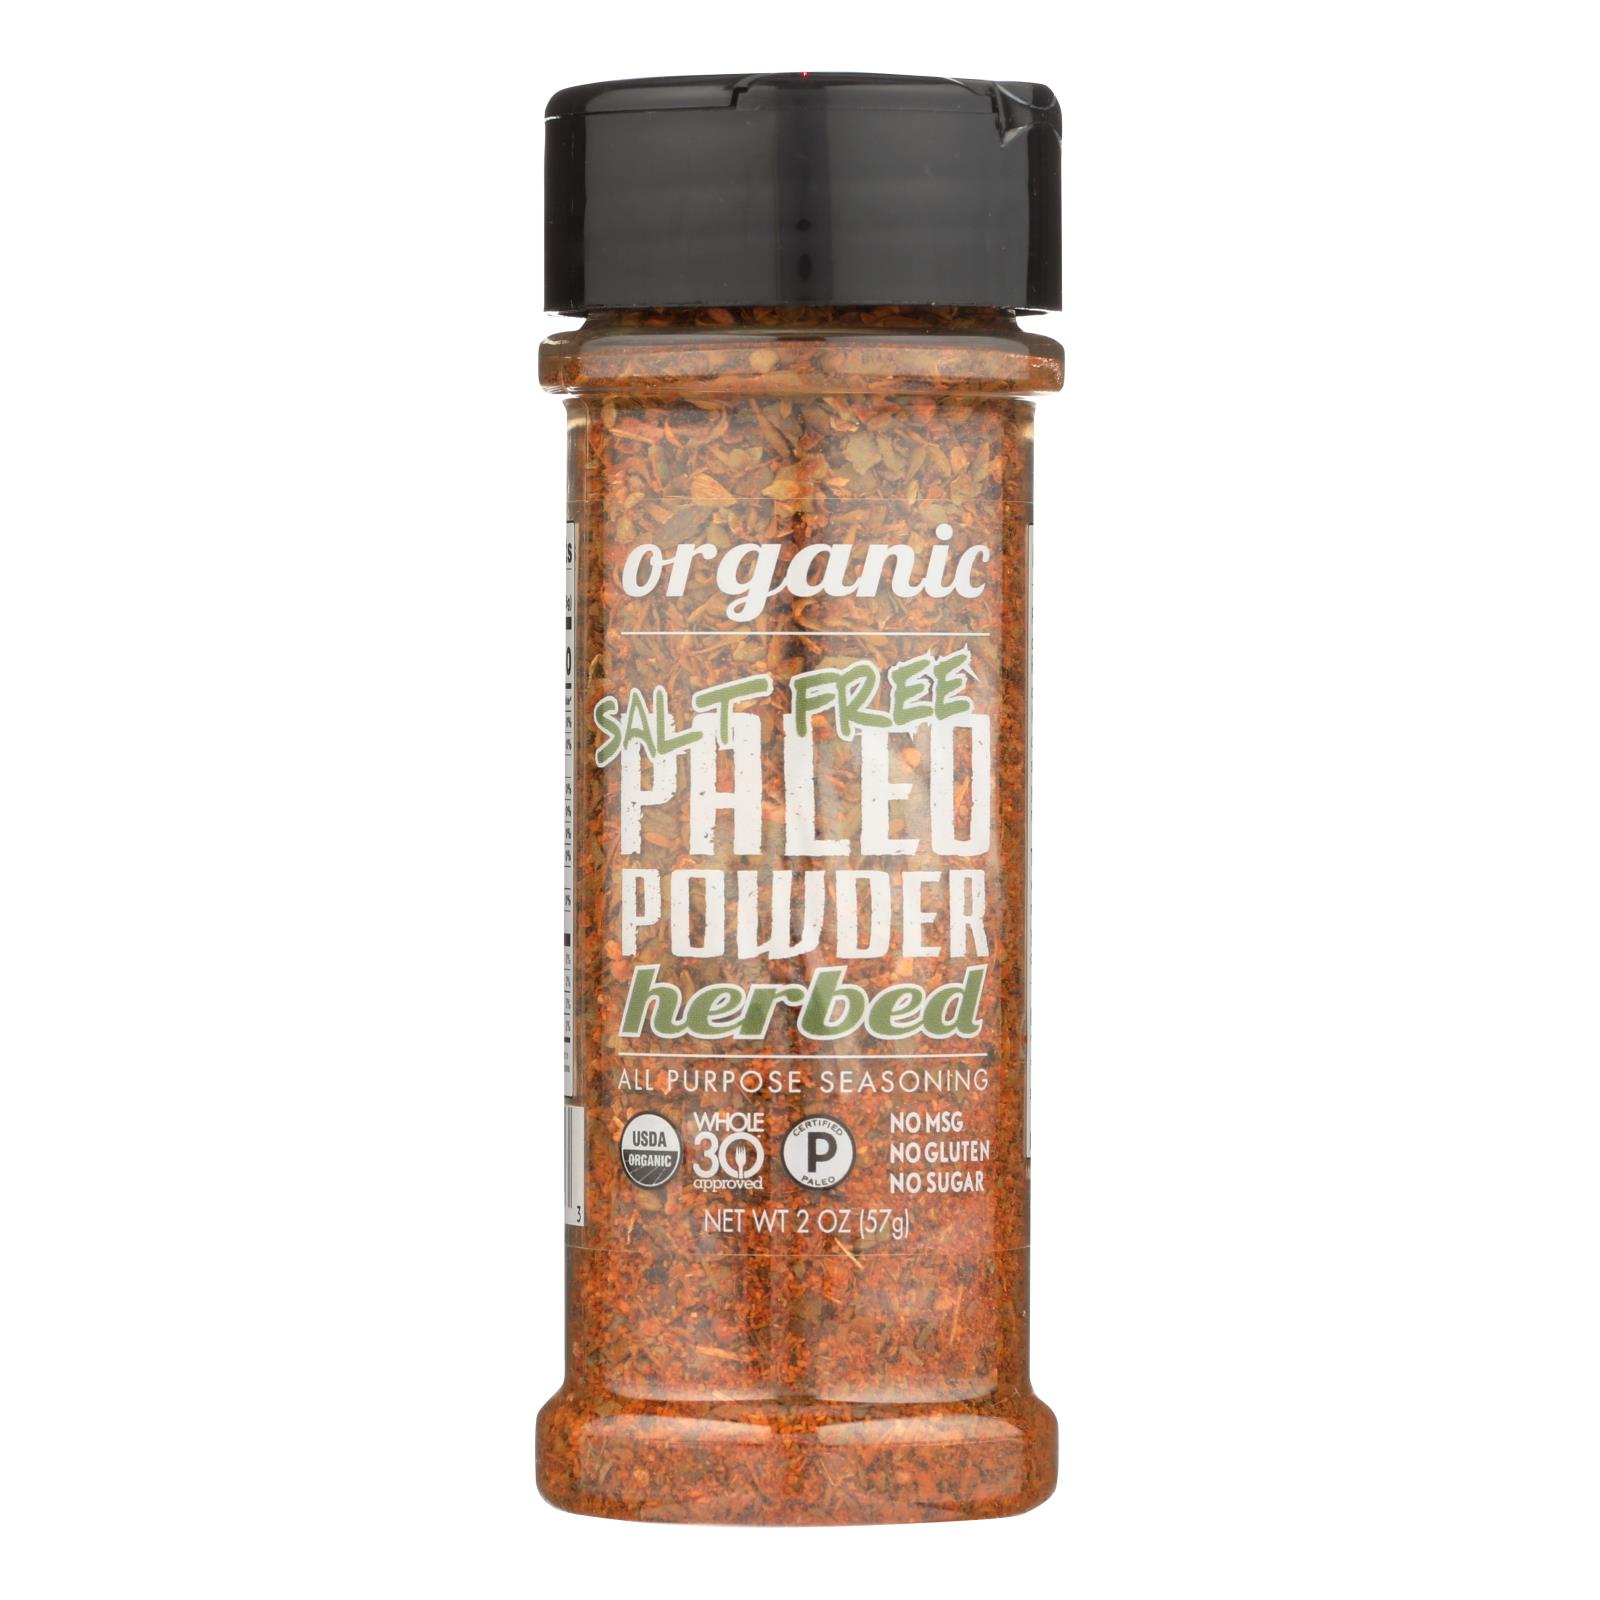 organic
SALT FREE
PALEO
POWDER
herbed
ALL PURPOSE SEASONING
USDA
ORGANIC
WHOLE
30
approved
CERTIFIED
P
PALEO
NO MSG
NO GLUTEN
NO SUGAR
NET WT 2 OZ (57g)
3